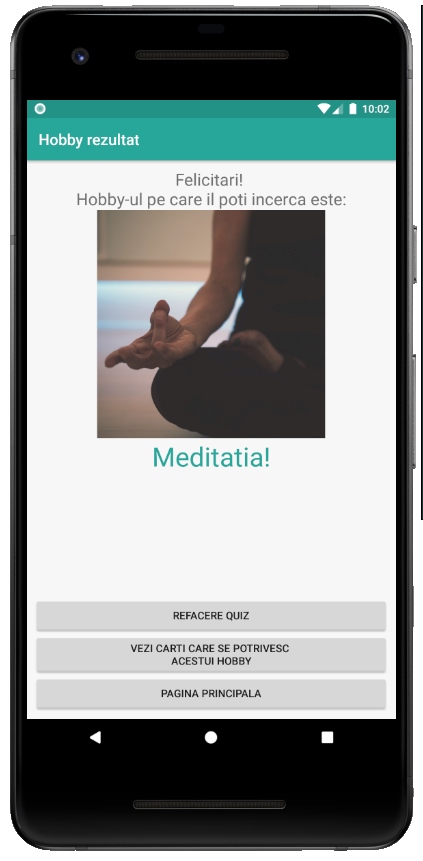 10:02
Hobby rezultat
Felicitari!
Hobby-ul pe care il poti incerca este:
Meditatia!
REFACERE QUIZ
VEZI CARTI CARE SE POTRIVESC
ACESTUI HOBBY
PAGINA PRINCIPALA